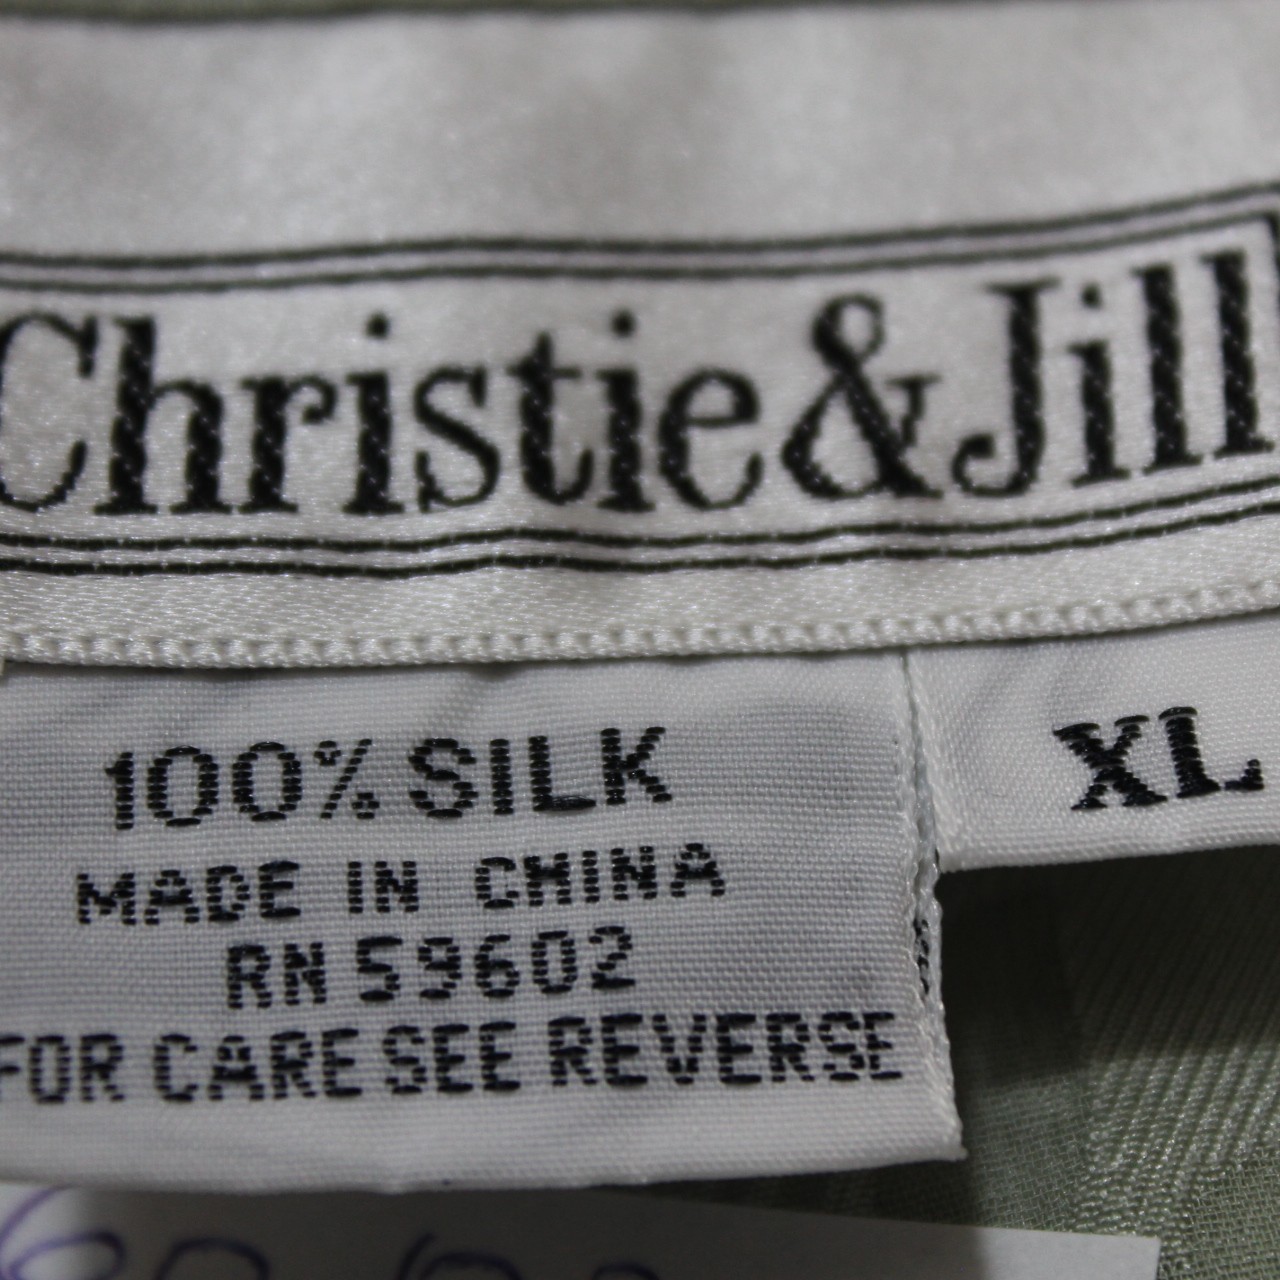 Christie&Jill
100% SILK
XL
MADE IN CHINA
RN 59602
FOR CARE SEE REVERSE